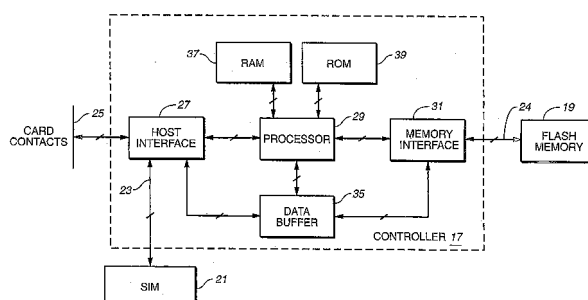 37
RAM
ROM
39
25
CARD
CONTACTS
27
HOST
INTERFACE
29
PROCESSOR
31
MEMORY
INTERFACE
24
19
FLASH
MEMORY
23
35
DATA
BUFFER
CONTROLLER 17
SIM
21